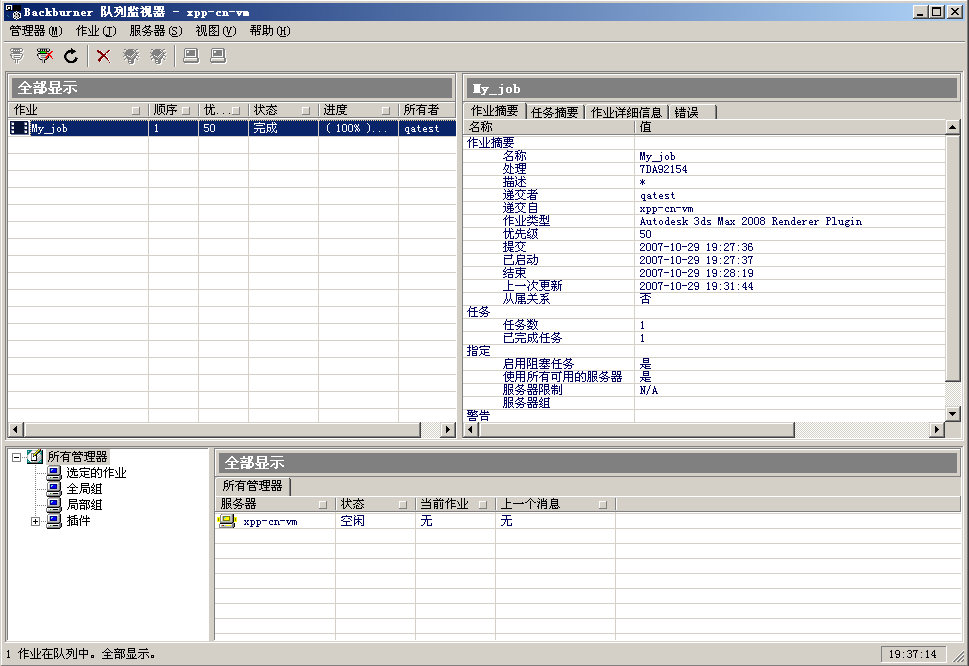 Backburner 队列监视器 - xpp-cn-vm
管理器(M) 作业(J) 服务器(S) 视图(V) 帮助(H)
全部显示
作业 顺序 优... 状态 进度 所有者
My_job 1 50 完成 (100%)... qatest
My_job
作业摘要 任务摘要 作业详细信息 错误
名称 值
作业摘要
名称 My_job
处理 7DA92154
描述 *
递交者 qatest
递交自 xpp-cn-vm
作业类型 Autodesk 3ds Max 2008 Renderer Plugin
优先级 50
提交 2007-10-29 19:27:36
已启动 2007-10-29 19:27:37
结束 2007-10-29 19:28:19
上一次更新 2007-10-29 19:31:44
从属关系 否
任务
任务数 1
已完成任务 1
指定
启用阻塞任务 是
使用所有可用的服务器 是
服务器限制 N/A
服务器组
警告
所有管理器
选定的作业
全局组
局部组
插件
全部显示
所有管理器
服务器 状态 当前作业 上一个消息
xpp-cn-vm 空闲 无 无
1 作业在队列中。全部显示。
19:37:14